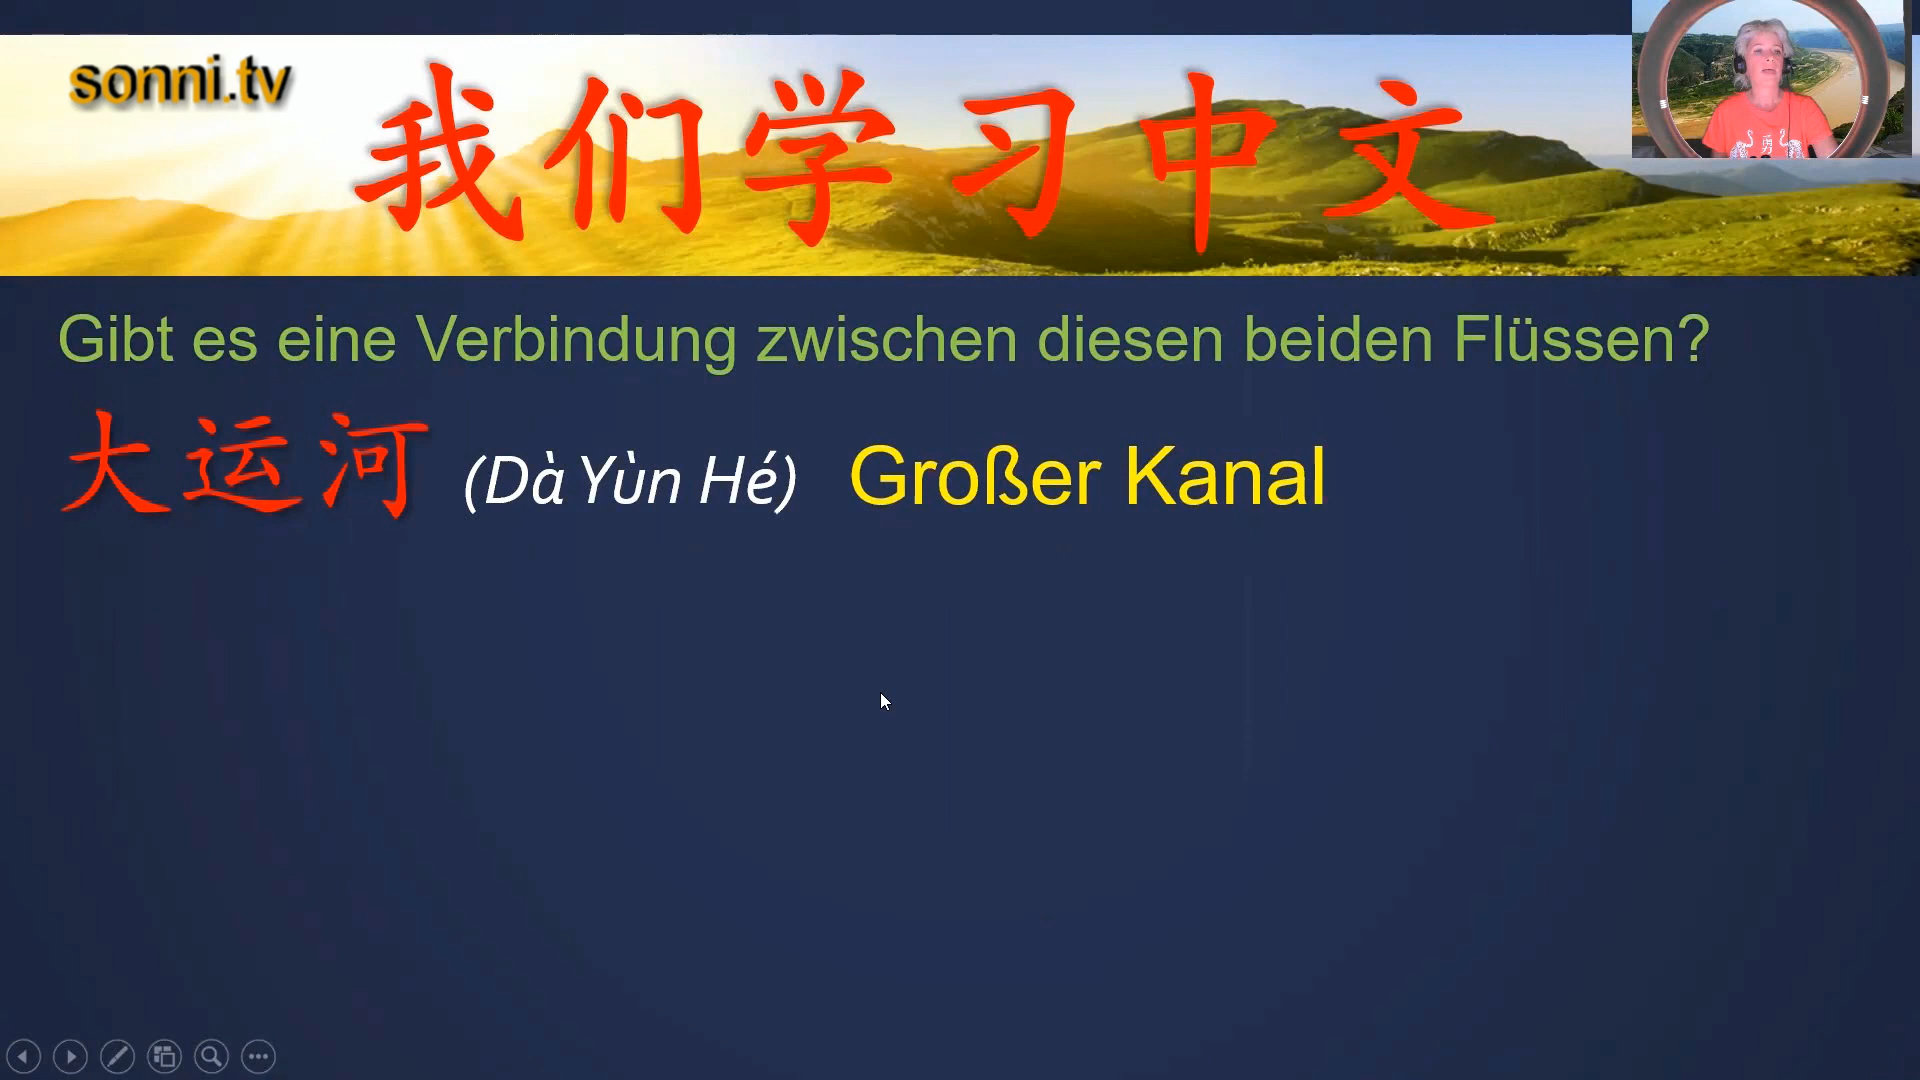 sonni.tv
我们学习中文
Gibt es eine Verbindung zwischen diesen beiden Flüssen?
大运河 (Dà Yùn Hé) Großer Kanal
勇